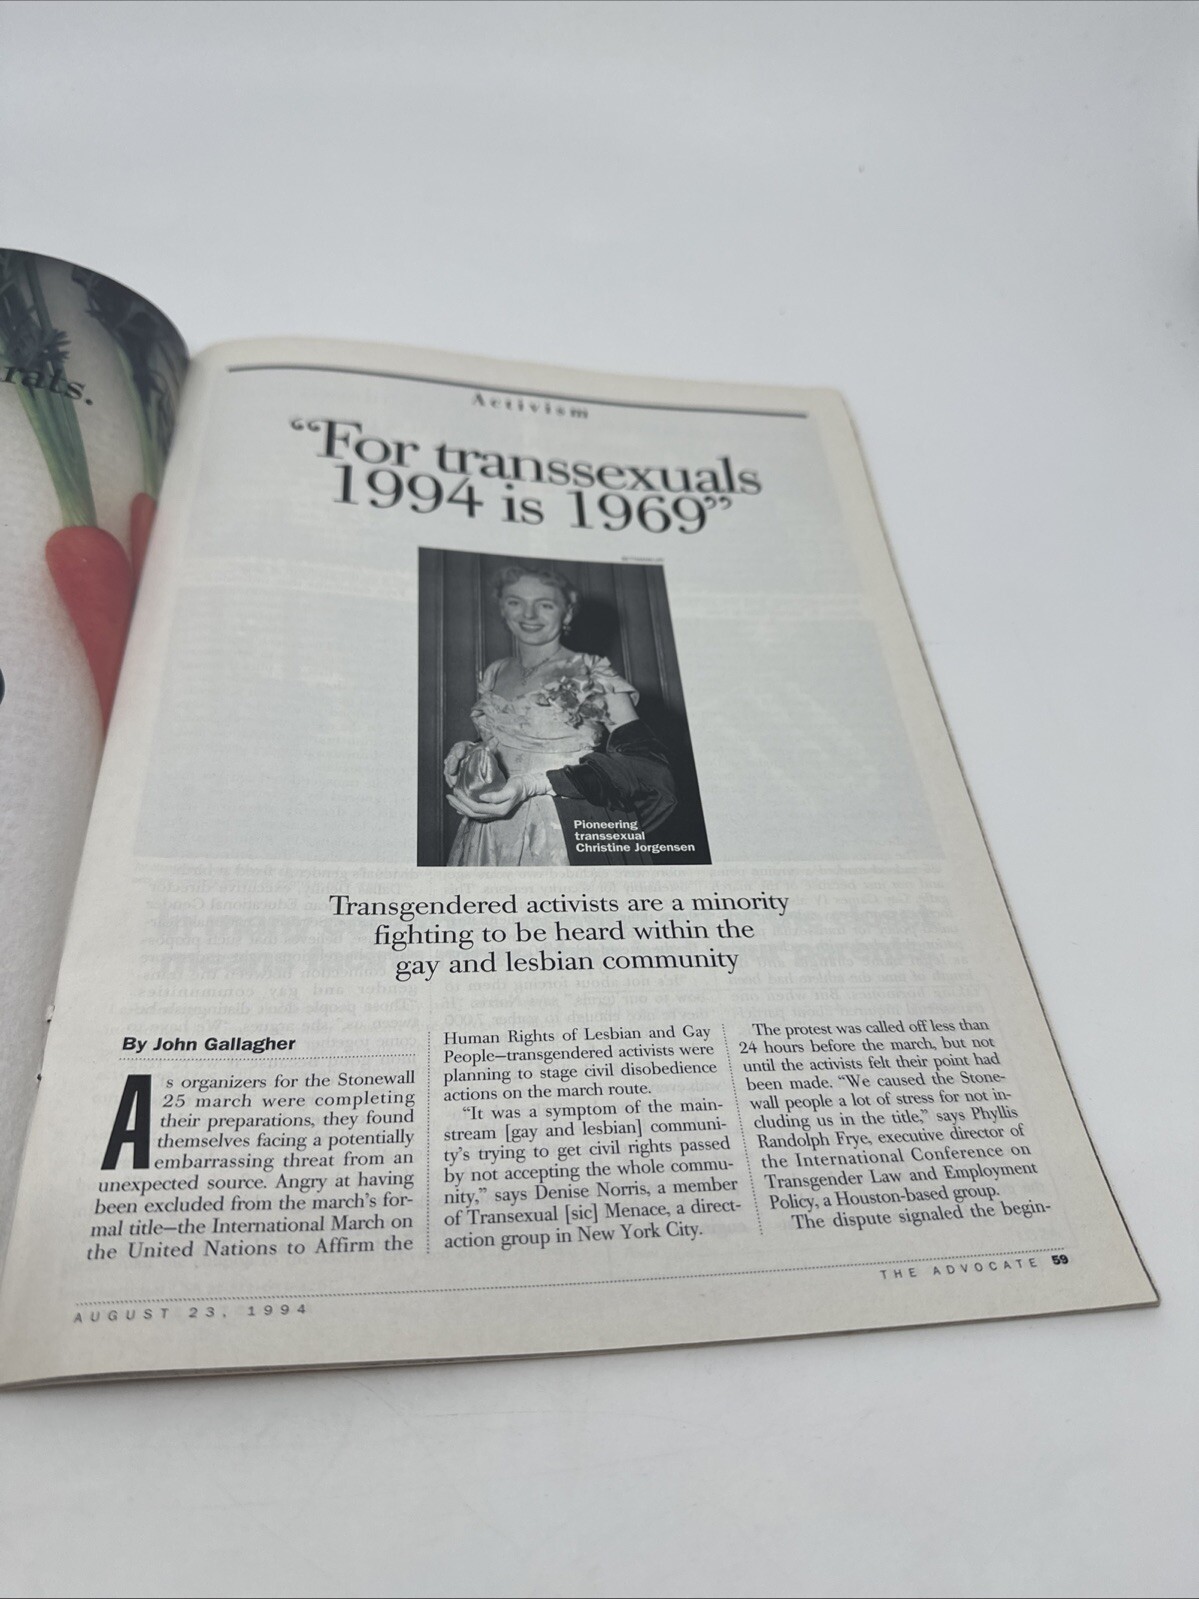 rats.
Activism
“For transsexuals
1994 is 1969”
Pioneering
transsexual
Christine Jorgensen
Transgendered activists are a minority
fighting to be heard within the
gay and lesbian community
By John Gallagher
As organizers for the Stonewall
25 march were completing
their preparations, they found
themselves facing a potentially
embarrassing threat from an
unexpected source. Angry at having
been excluded from the march’s for-
mal title—the International March on
the United Nations to Affirm the
Human Rights of Lesbian and Gay
People—transgendered activists were
planning to stage civil disobedience
actions on the march route.
“It was a symptom of the main-
stream [gay and lesbian] communi-
ty’s trying to get civil rights passed
by not accepting the whole commu-
nity,” says Denise Norris, a member
of Transexual [sic] Menace, a direct-
action group in New York City.
The protest was called off less than
24 hours before the march, but not
until the activists felt their point had
been made. “We caused the Stone-
wall people a lot of stress for not in-
cluding us in the title,” says Phyllis
Randolph Frye, executive director of
the International Conference on
Transgender Law and Employment
Policy, a Houston-based group.
The dispute signaled the begin-
AUGUST 23, 1994
THE ADVOCATE 59